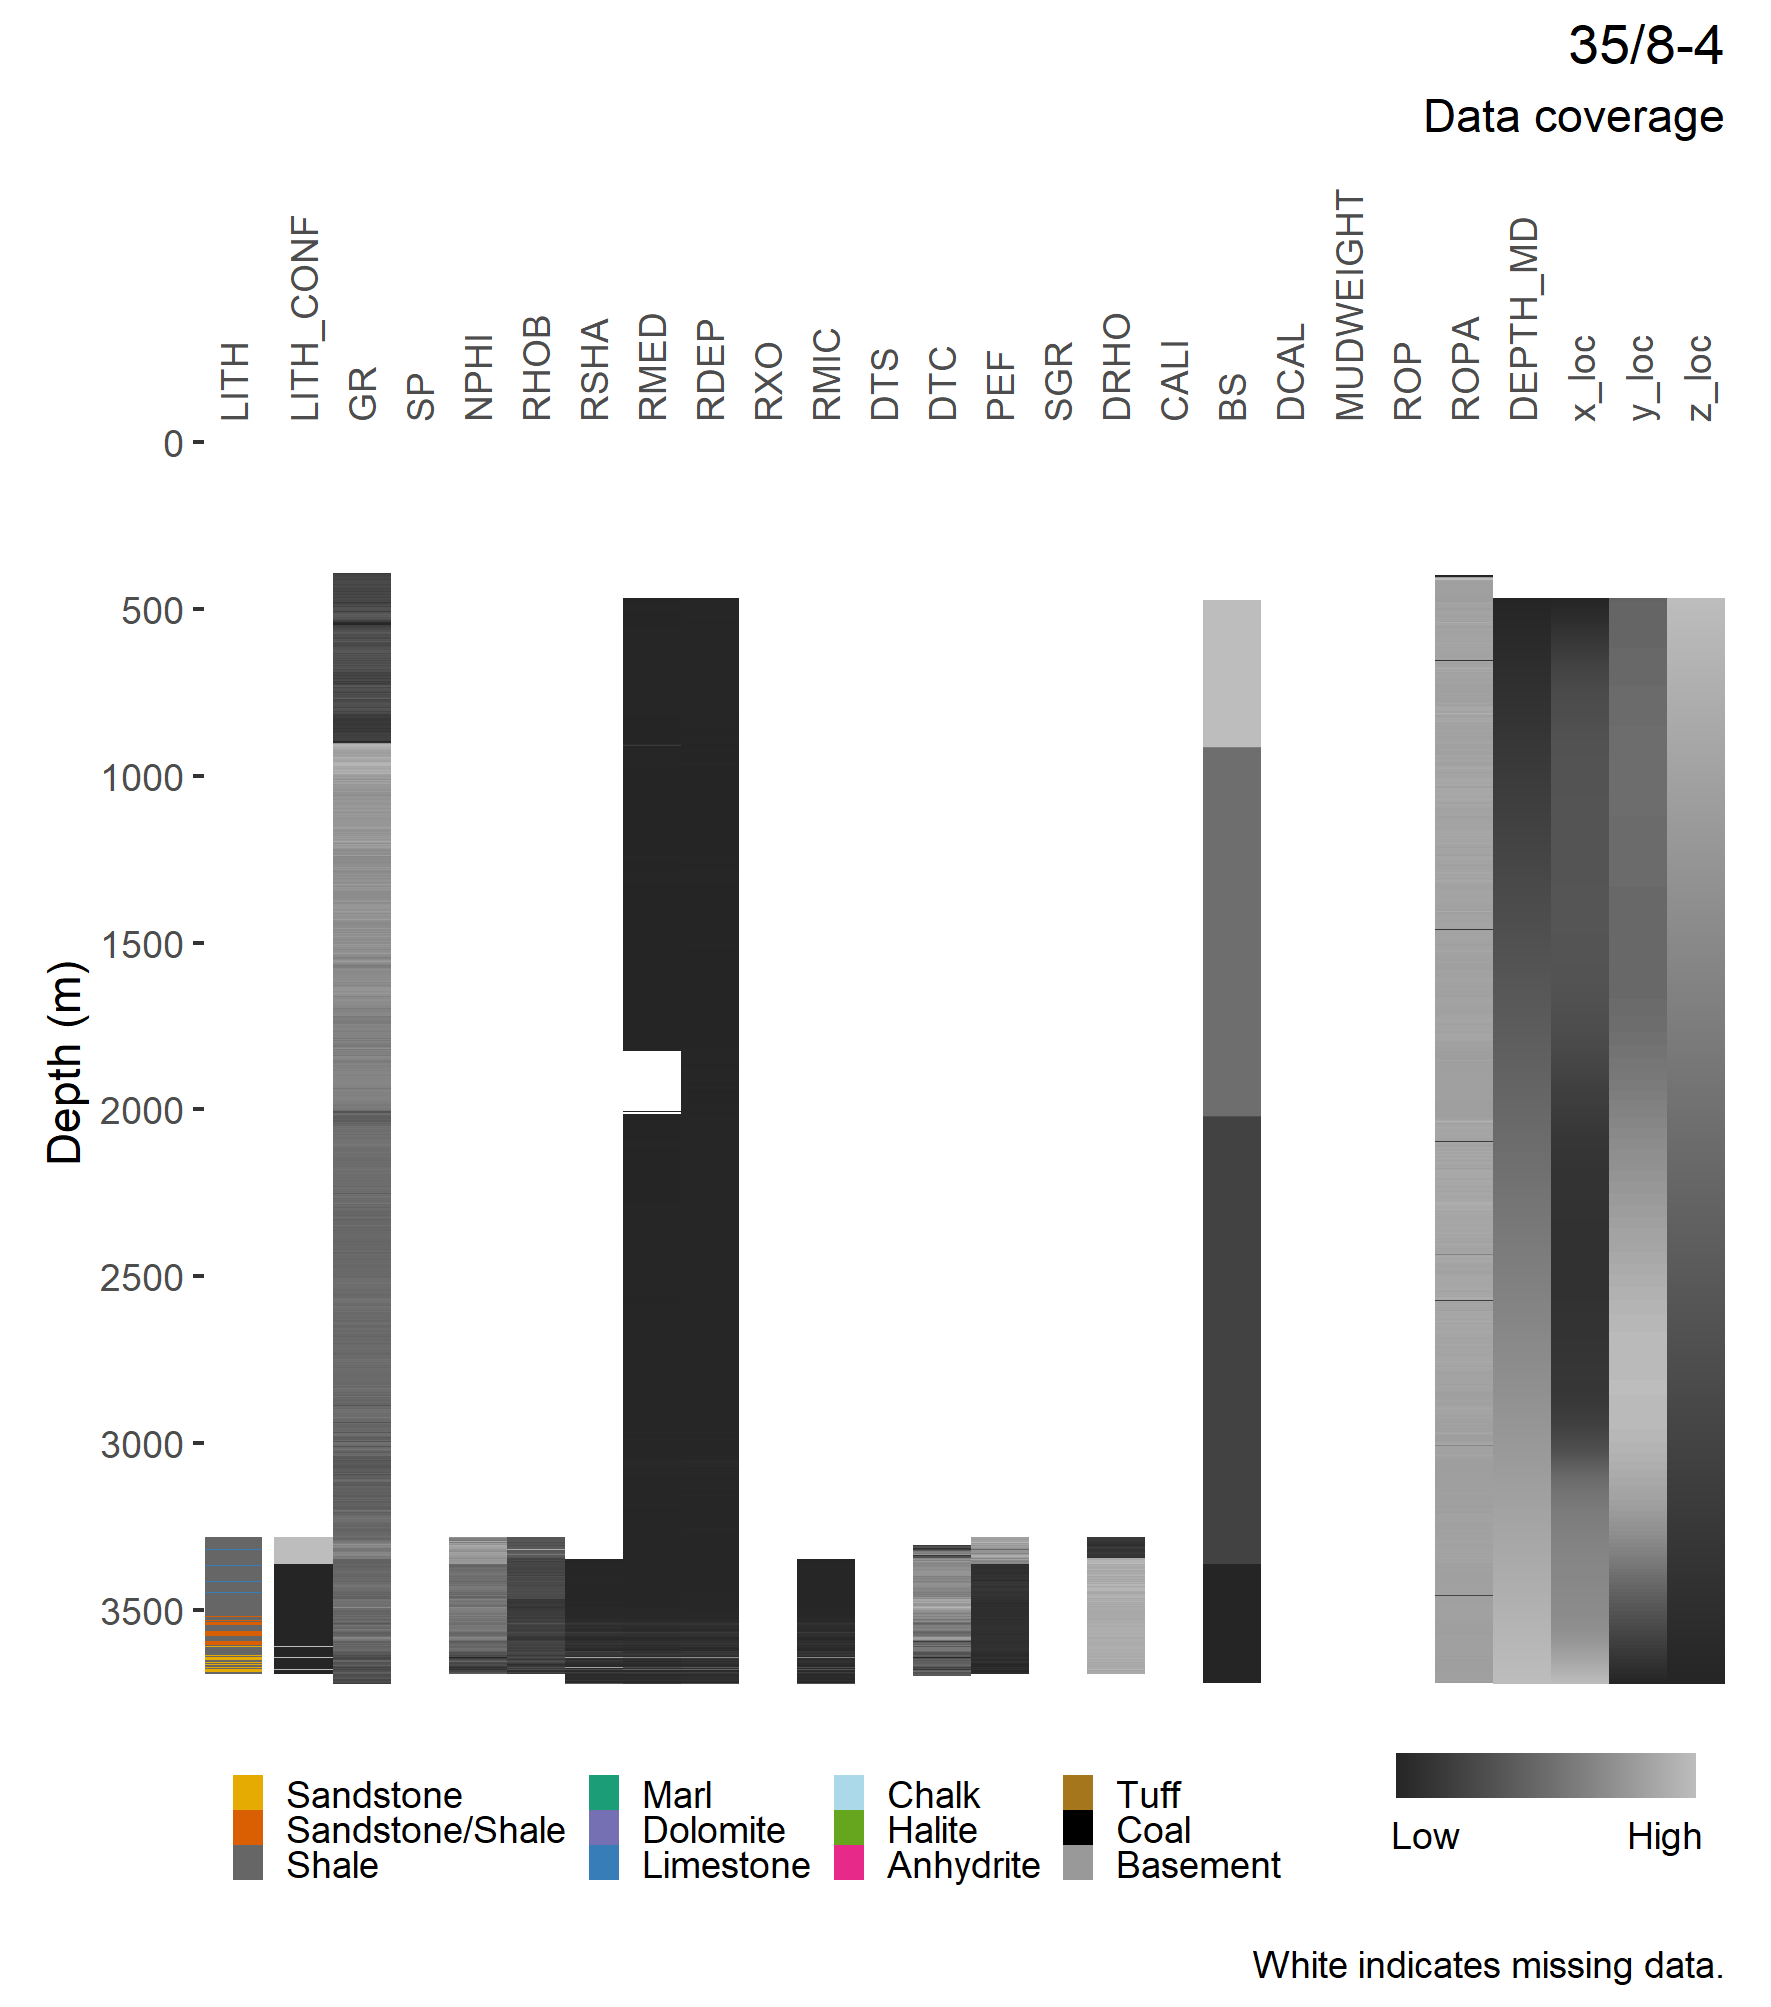 35/8-4
Data coverage
LITH
LITH_CONF
GR
SP
NPHI
RHOB
RSHA
RMED
RDEP
RXO
RMIC
DTS
DTC
PEF
SGR
DRHO
CALI
BS
DCAL
MUDWEIGHT
ROP
ROPA
DEPTH_MD
x_loc
y_loc
z_loc
Depth (m)
0
500
1000
1500
2000
2500
3000
3500
Sandstone
Sandstone/Shale
Shale
Marl
Dolomite
Limestone
Chalk
Halite
Anhydrite
Tuff
Coal
Basement
Low High
White indicates missing data.